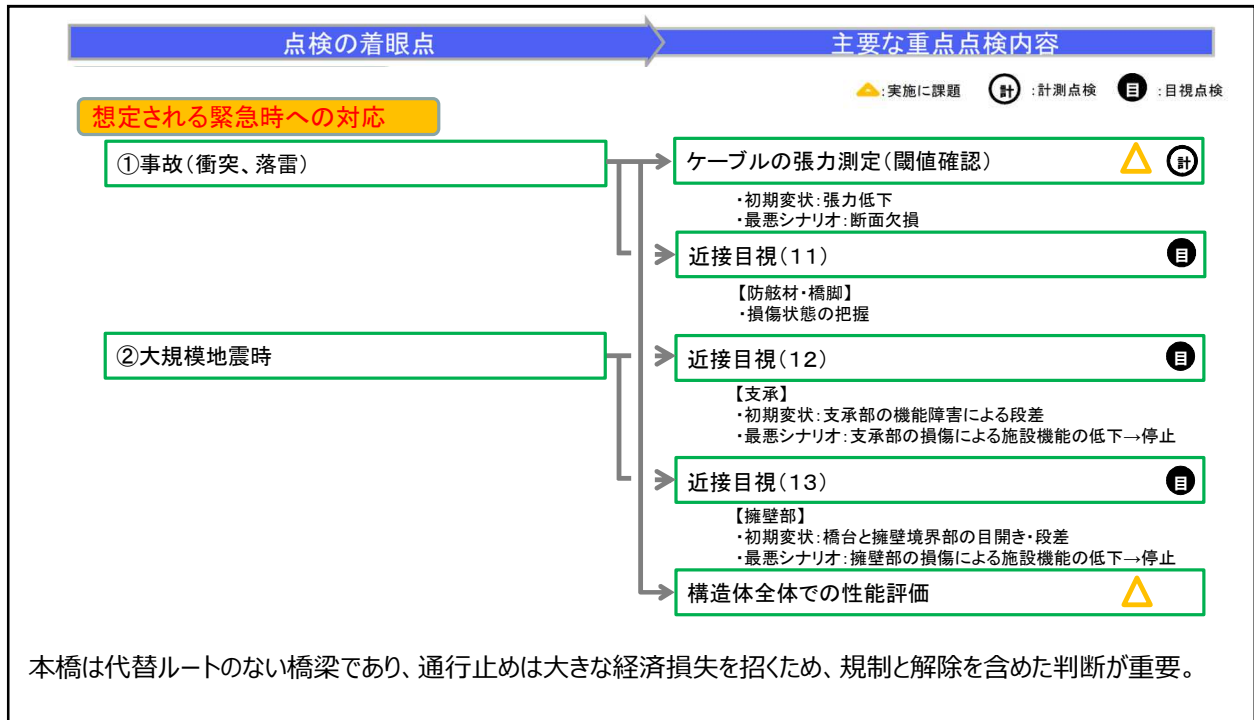 点検の着眼点
主要な重点点検内容
:実施に課題 計 :計測点検 目 :目視点検
想定される緊急時への対応
①事故(衝突、落雷)
ケーブルの張力測定(閾値確認) 計
・初期変状:張力低下
・最悪シナリオ:断面欠損
近接目視(11) 目
【防舷材・橋脚】
・損傷状態の把握
②大規模地震時
近接目視(12) 目
【支承】
・初期変状:支承部の機能障害による段差
・最悪シナリオ:支承部の損傷による施設機能の低下→停止
近接目視(13) 目
【擁壁部】
・初期変状:橋台と擁壁境界部の目開き・段差
・最悪シナリオ:擁壁部の損傷による施設機能の低下→停止
構造体全体での性能評価
本橋は代替ルートのない橋梁であり、通行止めは大きな経済損失を招くため、規制と解除を含めた判断が重要。